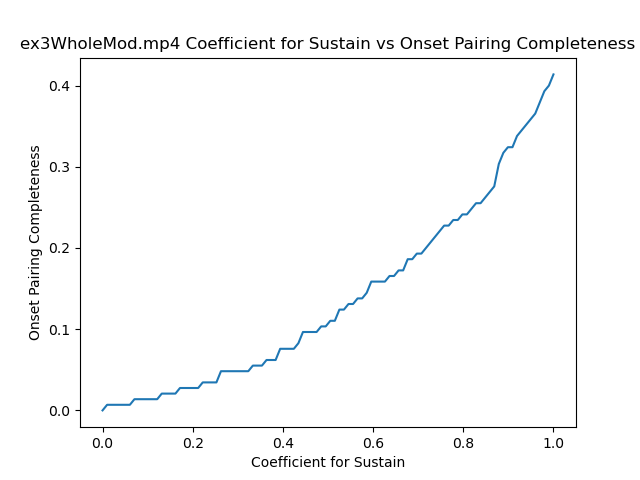 ex3WholeMod.mp4 Coefficient for Sustain vs Onset Pairing Completeness
Onset Pairing Completeness
0.4
0.3
0.2
0.1
0.0
0.0 0.2 0.4 0.6 0.8 1.0
Coefficient for Sustain